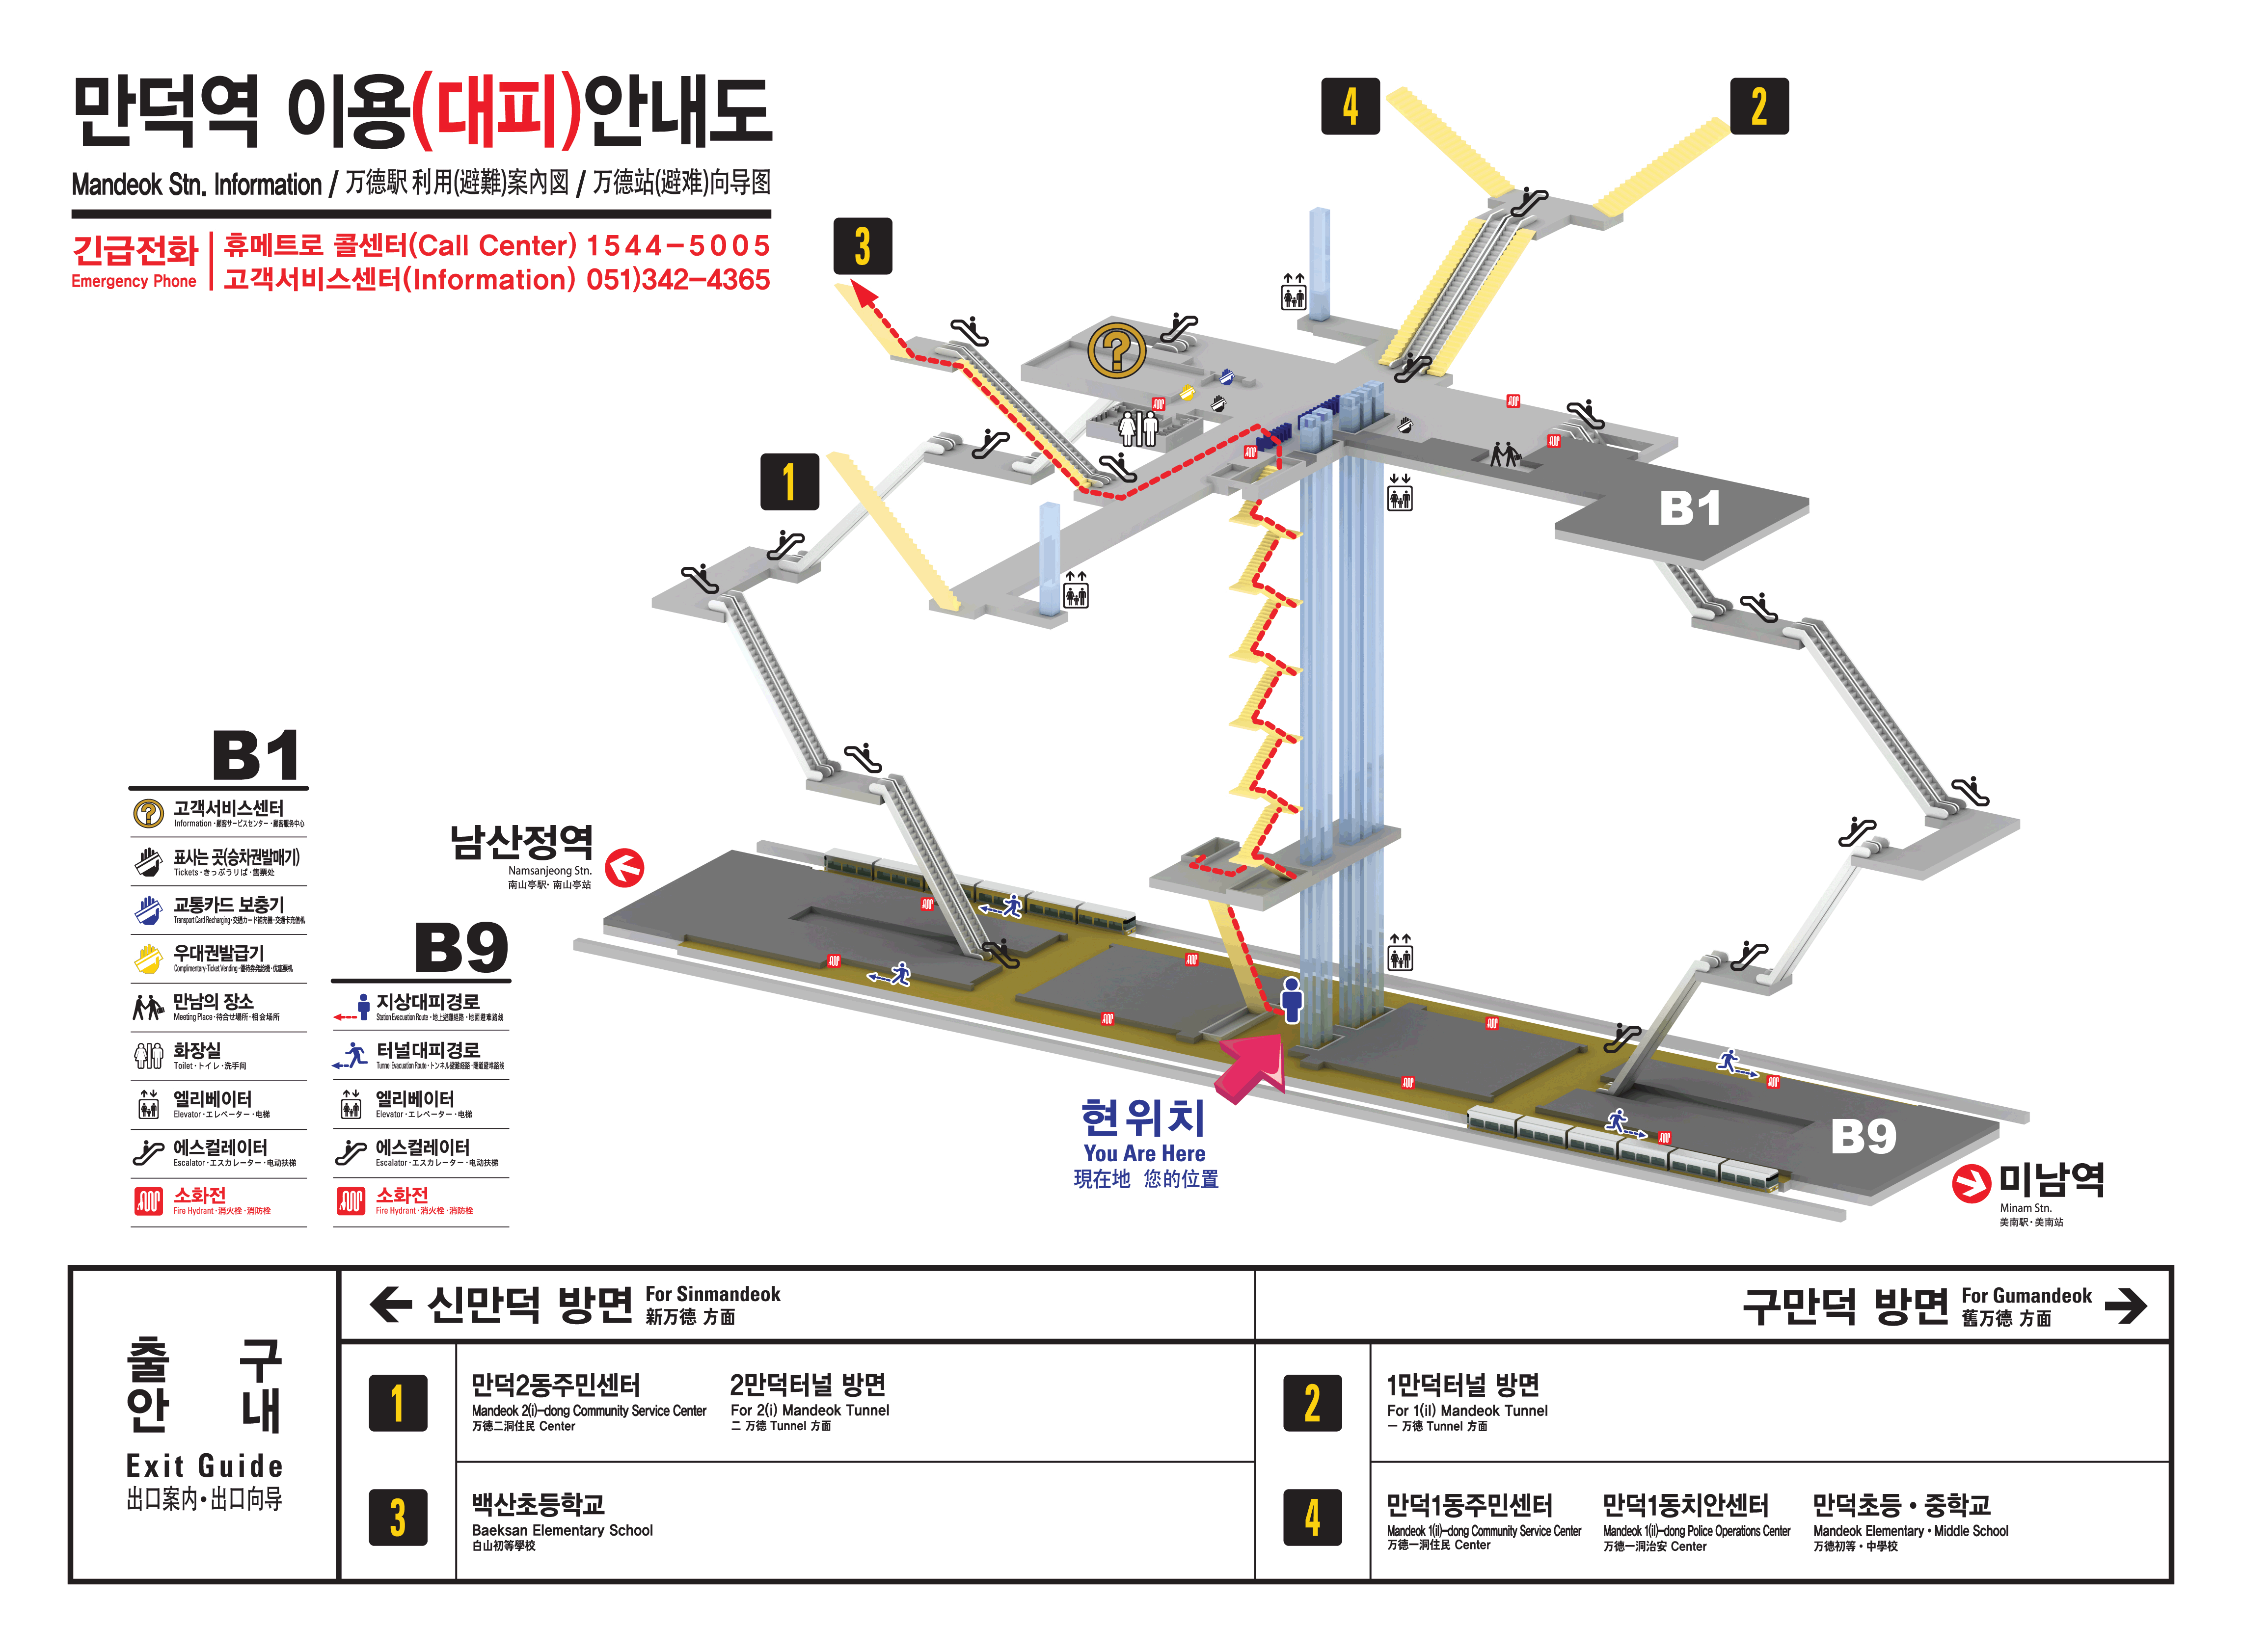 만덕역 이용(대피)안내도
Mandeok Stn. Information / 万德駅 利用(避難)案內図 / 万德站(避难)向导图
긴급전화
Emergency Phone
휴메트로 콜센터(Call Center) 1544-5005
고객서비스센터(Information) 051)342-4365
4
2
3
1
B1
B1
고객서비스센터
Information · 顧客サービスセンター · 顧客服务中心
표사는 곳(승차권발매기)
Tickets · きっぷうりば · 售票处
교통카드 보충기
Transport Card Recharging · 交通カード補充機 · 交通卡充值机
우대권발급기
Complimentary-Ticket Vending · 優待券発給機 · 优惠票机
만남의 장소
Meeting Place · 待合せ場所 · 相会场所
화장실
Toilet · トイレ · 洗手间
엘리베이터
Elevator · エレベーター · 电梯
에스컬레이터
Escalator · エスカレーター · 电动扶梯
소화전
Fire Hydrant · 消火栓 · 消防栓
B9
지상대피경로
Station Evacuation Route · 地上避難経路 · 地面避难路线
터널대피경로
Tunnel Evacuation Route · トンネル避難経路 · 隧道避难路线
엘리베이터
Elevator · エレベーター · 电梯
에스컬레이터
Escalator · エスカレーター · 电动扶梯
소화전
Fire Hydrant · 消火栓 · 消防栓
남산정역
Namsanjeong Stn.
南山亭駅 · 南山亭站
현위치
You Are Here
現在地 您的位置
B9
미남역
Minam Stn.
美南駅 · 美南站
출구
안내
Exit Guide
出口案内 · 出口向导
신만덕 방면 For Sinmandeok
新万德 方面
구만덕 방면 For Gumandeok
舊万德 方面
1
만덕2동주민센터
Mandeok 2(i)-dong Community Service Center
万德二洞住民 Center
2만덕터널 방면
For 2(i) Mandeok Tunnel
二 万德 Tunnel 方面
2
1만덕터널 방면
For 1(il) Mandeok Tunnel
一 万德 Tunnel 方面
3
백산초등학교
Baeksan Elementary School
白山初等學校
4
만덕1동주민센터
Mandeok 1(il)-dong Community Service Center
万德一洞住民 Center
만덕1동치안센터
Mandeok 1(il)-dong Police Operations Center
万德一洞治安 Center
만덕초등 · 중학교
Mandeok Elementary · Middle School
万德初等 · 中學校